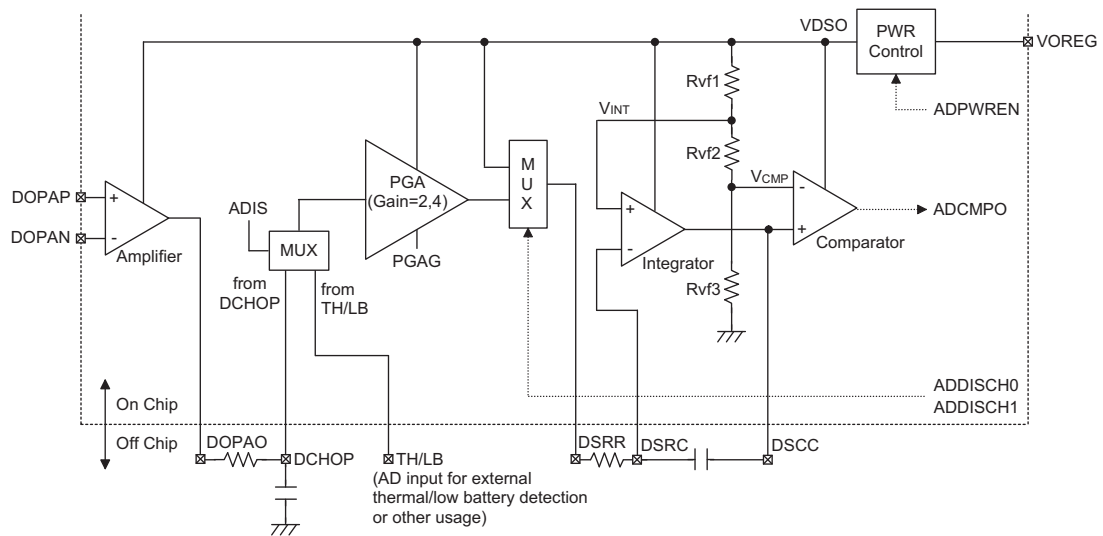 VDSO
PWR
Control
VOREG
ADPWREN
Rvf1
VINT
Rvf2
VCMP
DOPAP
DOPAN
+
-
Amplifier
ADIS
MUX
from
DCHOP
from
TH/LB
PGA
(Gain=2,4)
PGAG
M
U
X
+
-
Integrator
-
+
Comparator
ADCMPO
Rvf3
ADDISCH0
ADDISCH1
On Chip
Off Chip
DOPAO
DCHOP
TH/LB
(AD input for external
thermal/low battery detection
or other usage)
DSRR
DSRC
DSCC